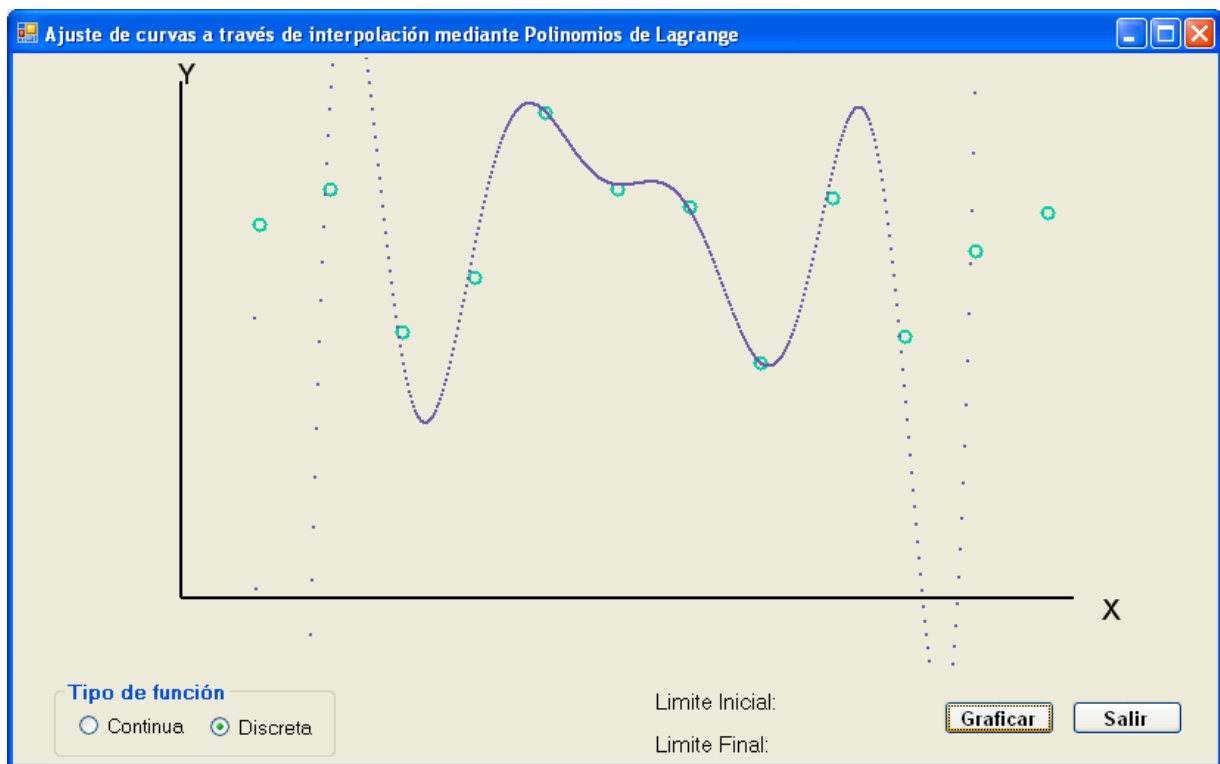 Ajuste de curvas a través de interpolación mediante Polinomios de Lagrange
Y
X
Tipo de función
Continua Discreta
Limite Inicial:
Limite Final:
Graficar Salir